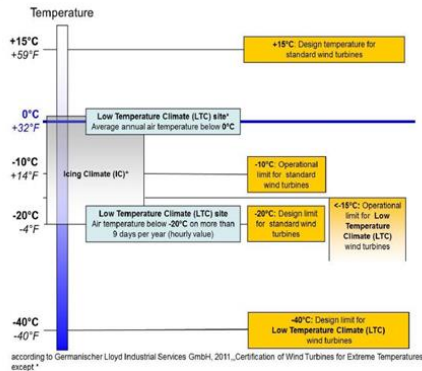 Temperature
+15°C
+59°F
+15°C: Design temperature for
standard wind turbines
0°C
+32°F
Low Temperature Climate (LTC) site*
Average annual air temperature below 0°C
-10°C
+14°F
Icing Climate (IC)*
-10°C: Operational
limit for standard
wind turbines
-20°C
-4°F
Low Temperature Climate (LTC) site
Air temperature below -20°C on more than
9 days per year (hourly value)
-20°C: Design limit
for standard wind
turbines
<-15°C: Operational
limit for Low
Temperature
Climate (LTC)
wind turbines
-40°C
-40°F
-40°C: Design limit for
Low Temperature Climate (LTC)
wind turbines
according to Germanischer Lloyd Industrial Services GmbH, 2011,„Certification of Wind Turbines for Extreme Temperatures
except *